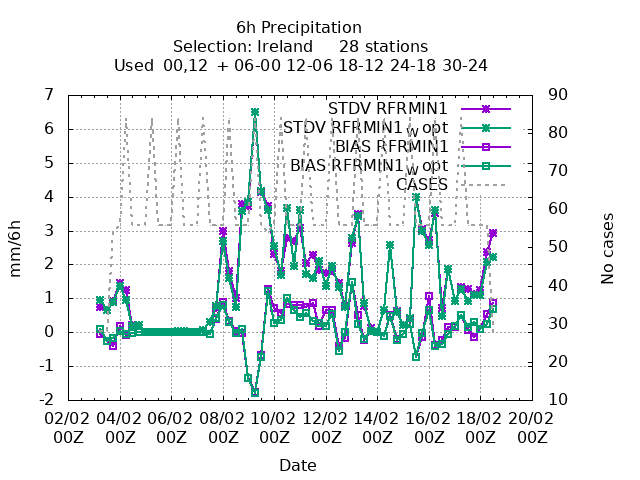 6h Precipitation
Selection: Ireland 28 stations
Used 00,12 + 06-00 12-06 18-12 24-18 30-24
7 90
STDV RFRMIN1
6 80
STDV RFRMIN1_W opt
BIAS RFRMIN1
5 70
BIAS RFRMIN1_W opt
CASES
4 60
3 50
2 40
1 30
0
-1 20
-2 10
mm/6h
No cases
02/02 04/02 06/02 08/02 10/02 12/02 14/02 16/02 18/02 20/02
00Z 00Z 00Z 00Z 00Z 00Z 00Z 00Z 00Z 00Z
Date